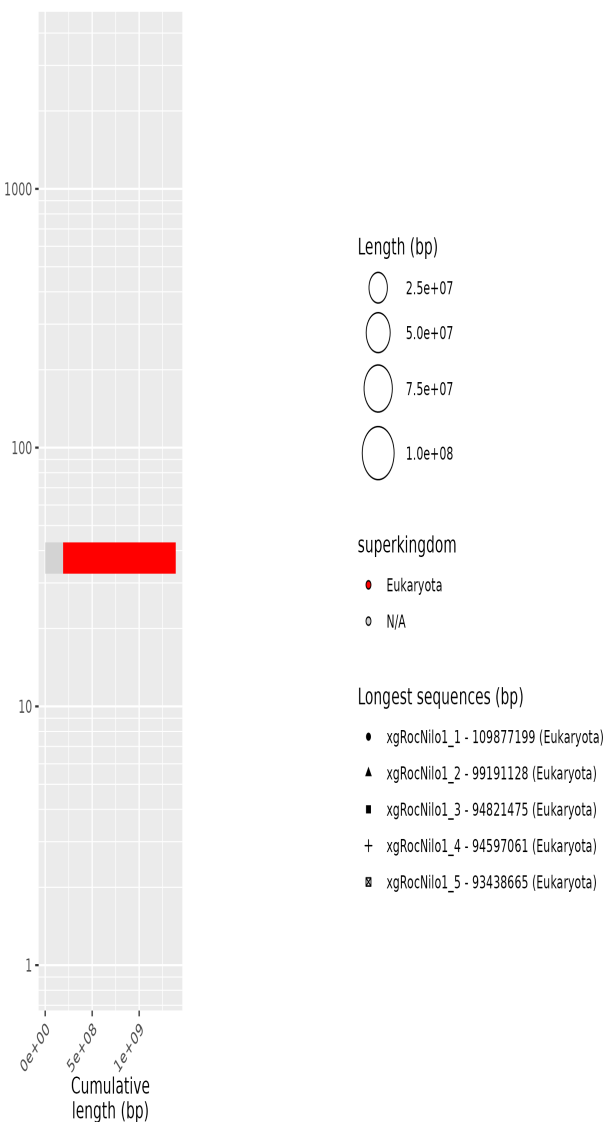 1000
100
10
1
0e+00
5e+08
1e+09
Cumulative
length (bp)
Length (bp)
2.5e+07
5.0e+07
7.5e+07
1.0e+08
superkingdom
Eukaryota
N/A
Longest sequences (bp)
xgRocNilo1_1 - 109877199 (Eukaryota)
xgRocNilo1_2 - 99191128 (Eukaryota)
xgRocNilo1_3 - 94821475 (Eukaryota)
xgRocNilo1_4 - 94597061 (Eukaryota)
xgRocNilo1_5 - 93438665 (Eukaryota)